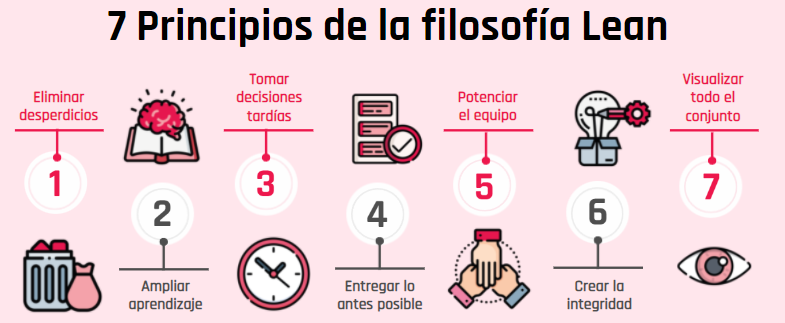 7 Principios de la filosofía Lean
Eliminar
desperdicios
1
2
Ampliar
aprendizaje
Tomar
decisiones
tardías
3
4
Entregar lo
antes posible
Potenciar
el equipo
5
6
Crear la
integridad
Visualizar
todo el
conjunto
7